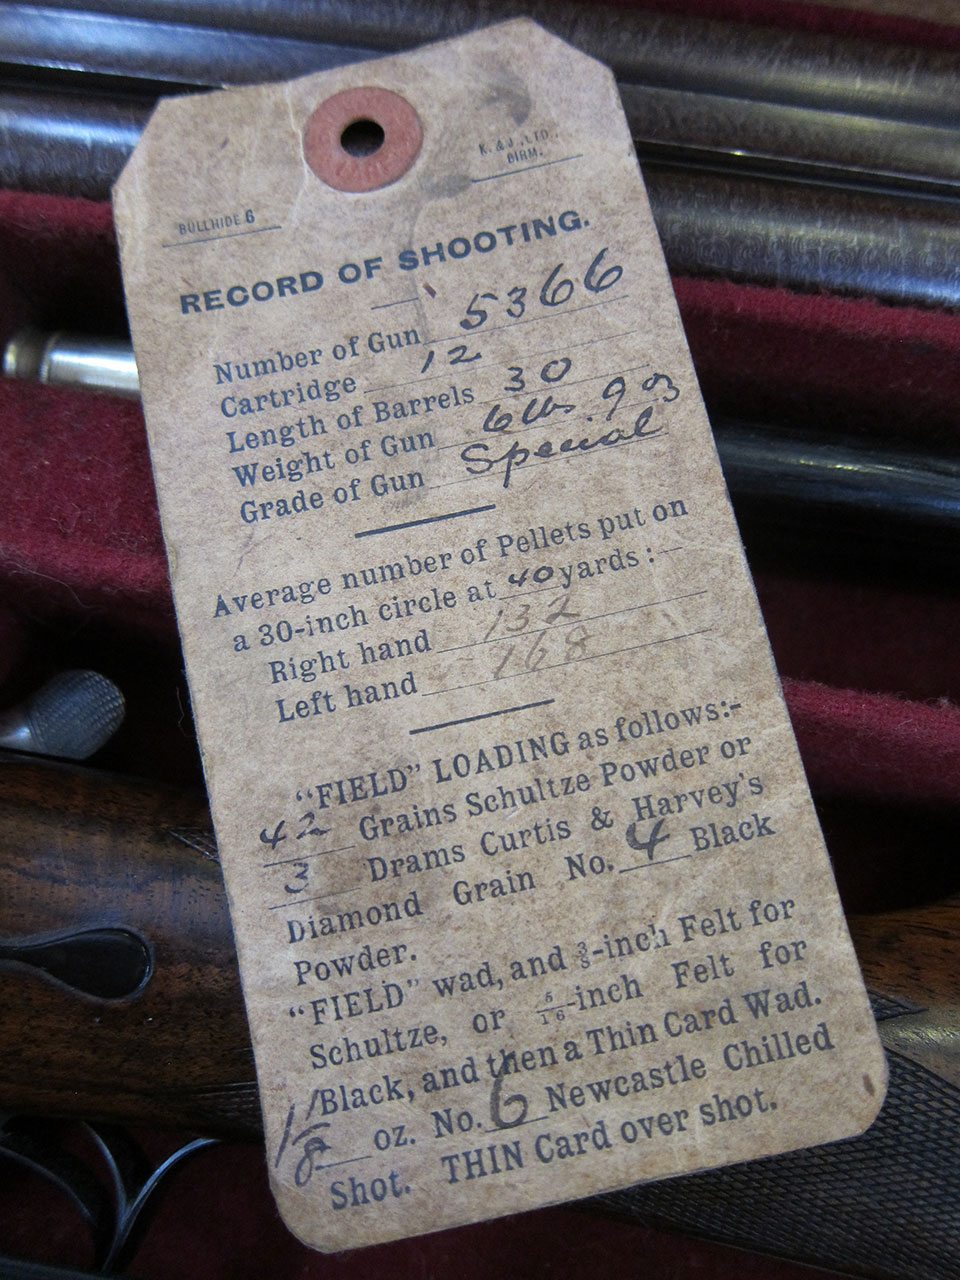 K. & J., LTD.,
BIRM.
BULLHIDE 6
RECORD OF SHOOTING.
Number of Gun 5366
Cartridge 12
Length of Barrels 30
Weight of Gun 6 lbs. 9 oz
Grade of Gun Special
Average number of Pellets put on
a 30-inch circle at 40 yards :—
Right hand 132
Left hand 168
"FIELD" LOADING as follows:-
42 Grains Schultze Powder or
3 Drams Curtis & Harvey's
Diamond Grain No. 4 Black
Powder.
"FIELD" wad, and 3/8-inch Felt for
Schultze, or 5/16-inch Felt for
Black, and then a Thin Card Wad.
1 1/8 oz. No. 6 Newcastle Chilled
Shot. THIN Card over shot.